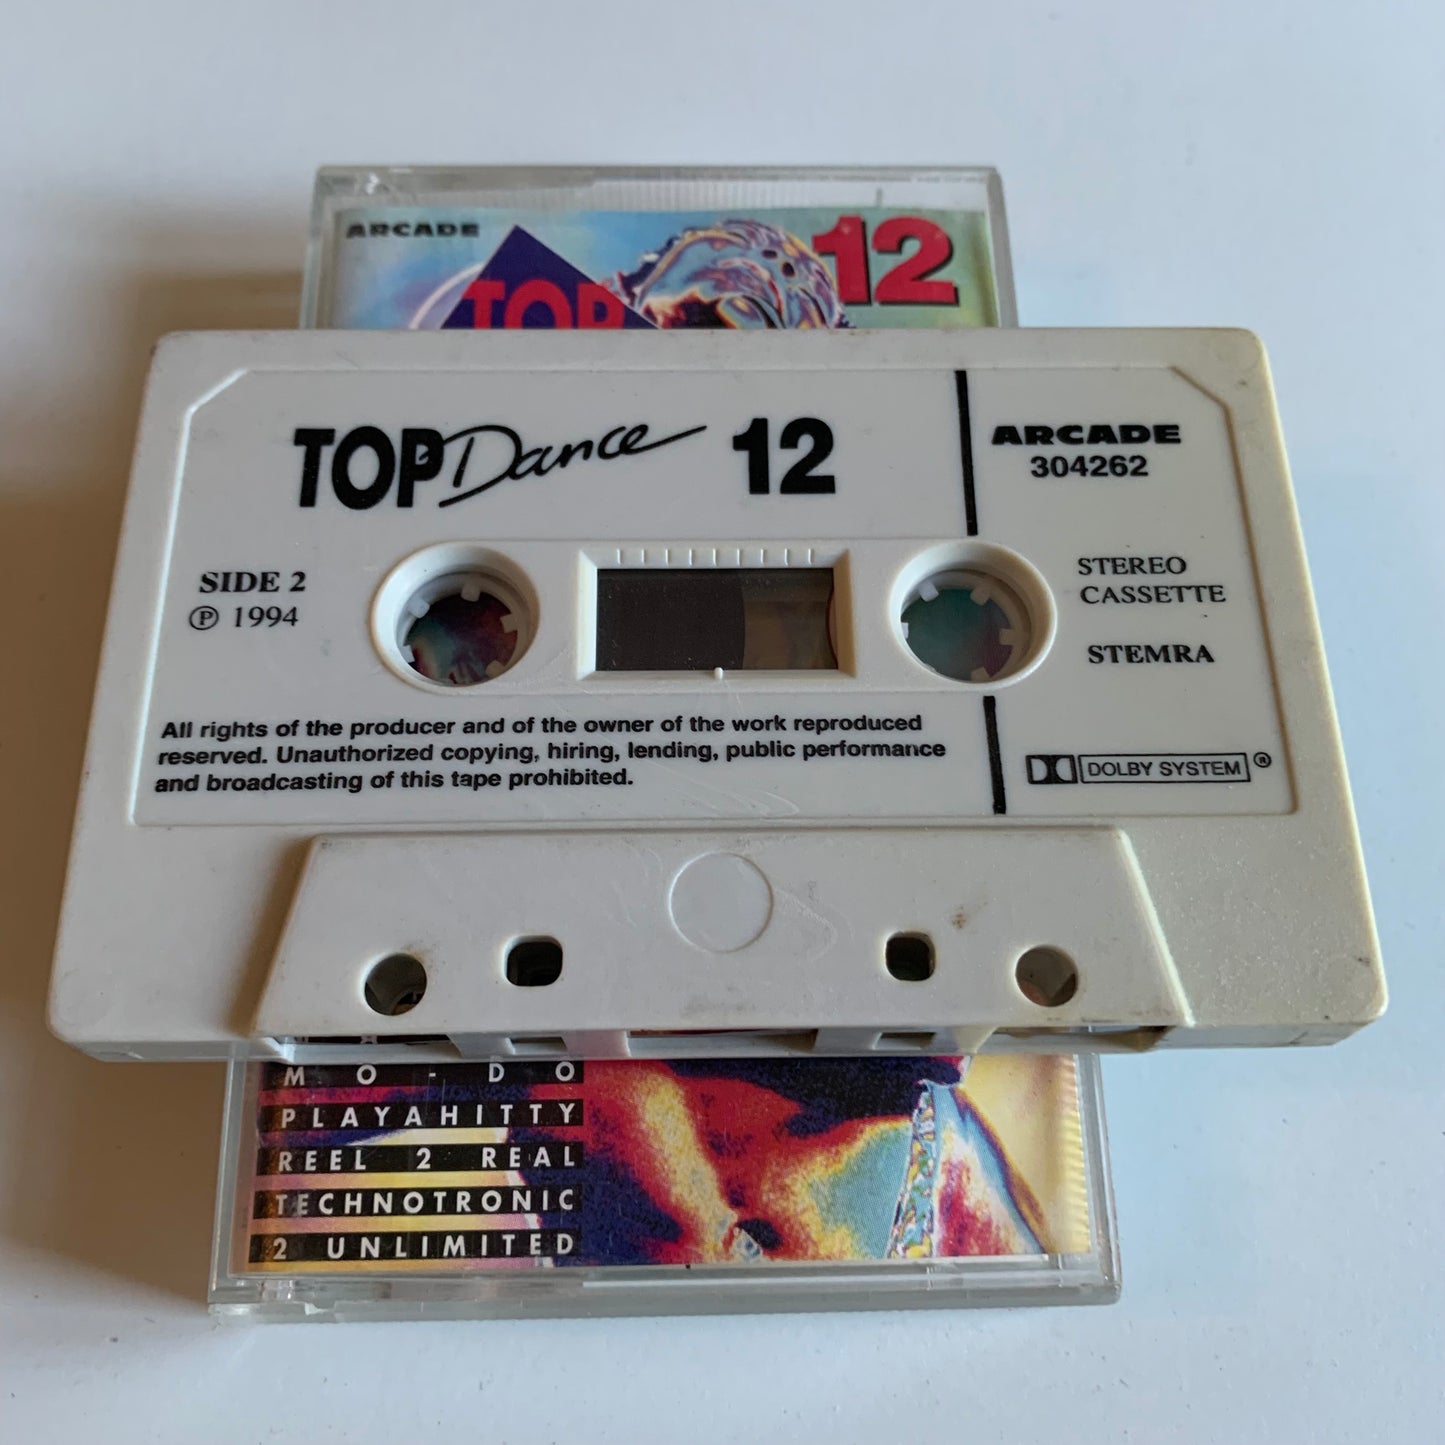 ARCADE
12
TOP
TOP Dance 12
ARCADE
304262
SIDE 2
℗ 1994
STEREO
CASSETTE
STEMRA
All rights of the producer and of the owner of the work reproduced
reserved. Unauthorized copying, hiring, lending, public performance
and broadcasting of this tape prohibited.
DOLBY SYSTEM ®
MO-DO
PLAYAHITTY
REEL 2 REAL
TECHNOTRONIC
2 UNLIMITED